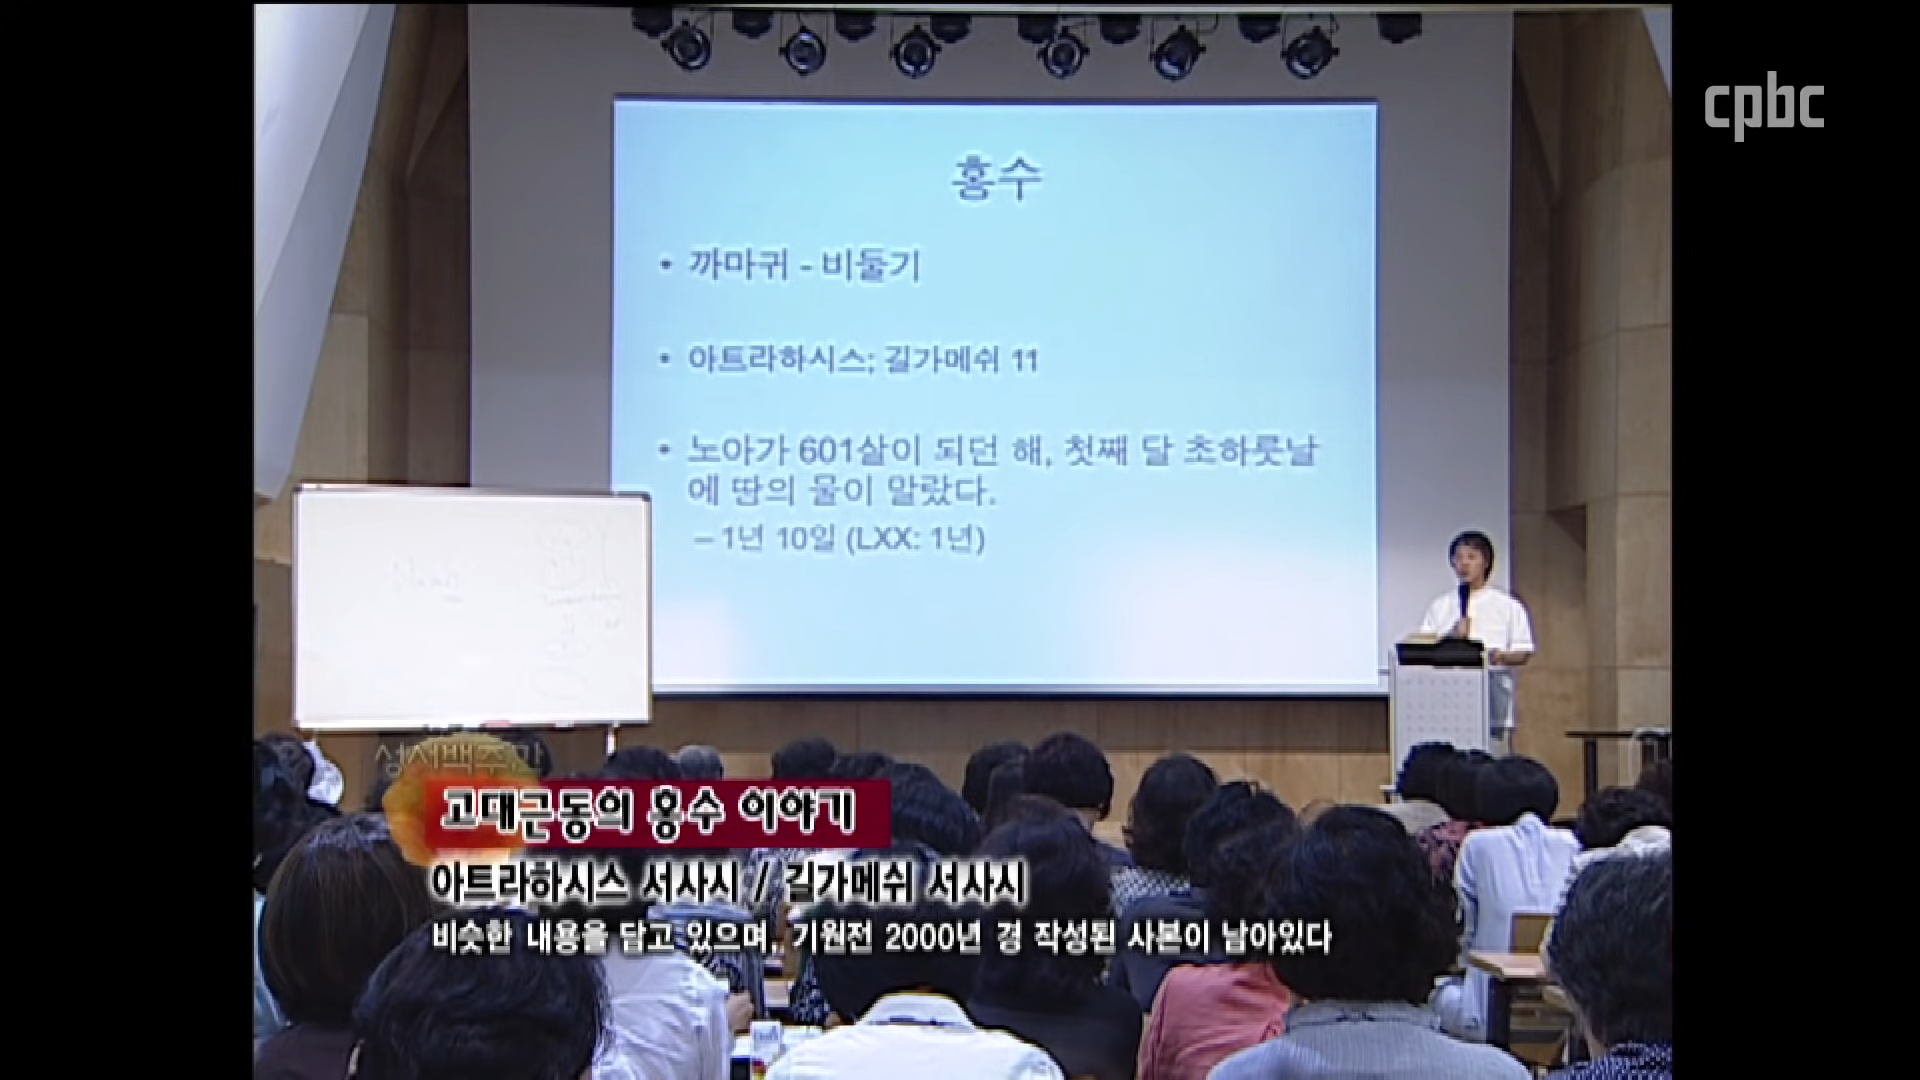 cpbc
홍수
• 까마귀 - 비둘기
• 아트라하시스; 길가메쉬 11
• 노아가 601살이 되던 해, 첫째 달 초하룻날
에 땅의 물이 말랐다.
– 1년 10일 (LXX: 1년)
성서백주간
고대근동의 홍수 이야기
아트라하시스 서사시 / 길가메쉬 서사시
비슷한 내용을 담고 있으며, 기원전 2000년 경 작성된 사본이 남아있다